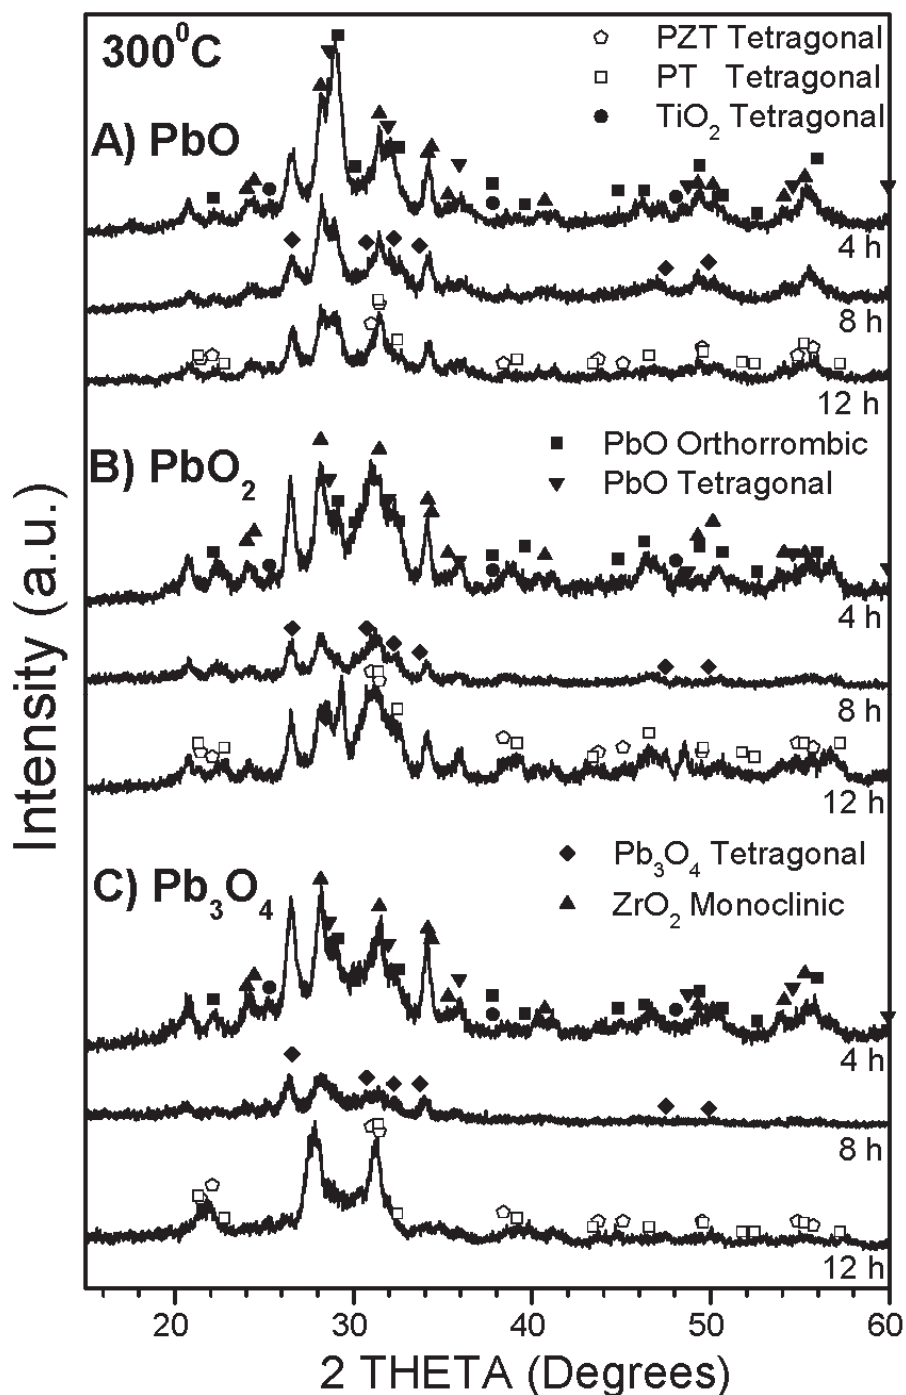 300⁰C
PZT Tetragonal
PT Tetragonal
TiO₂ Tetragonal
A) PbO
4 h
8 h
12 h
PbO Orthorrombic
PbO Tetragonal
B) PbO₂
4 h
8 h
12 h
Pb₃O₄ Tetragonal
ZrO₂ Monoclinic
C) Pb₃O₄
4 h
8 h
12 h
Intensity (a.u.)
20 30 40 50 60
2 THETA (Degrees)